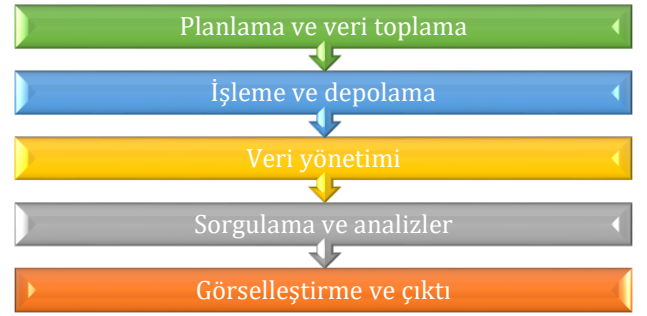 Planlama ve veri toplama
İşleme ve depolama
Veri yönetimi
Sorgulama ve analizler
Görselleştirme ve çıktı